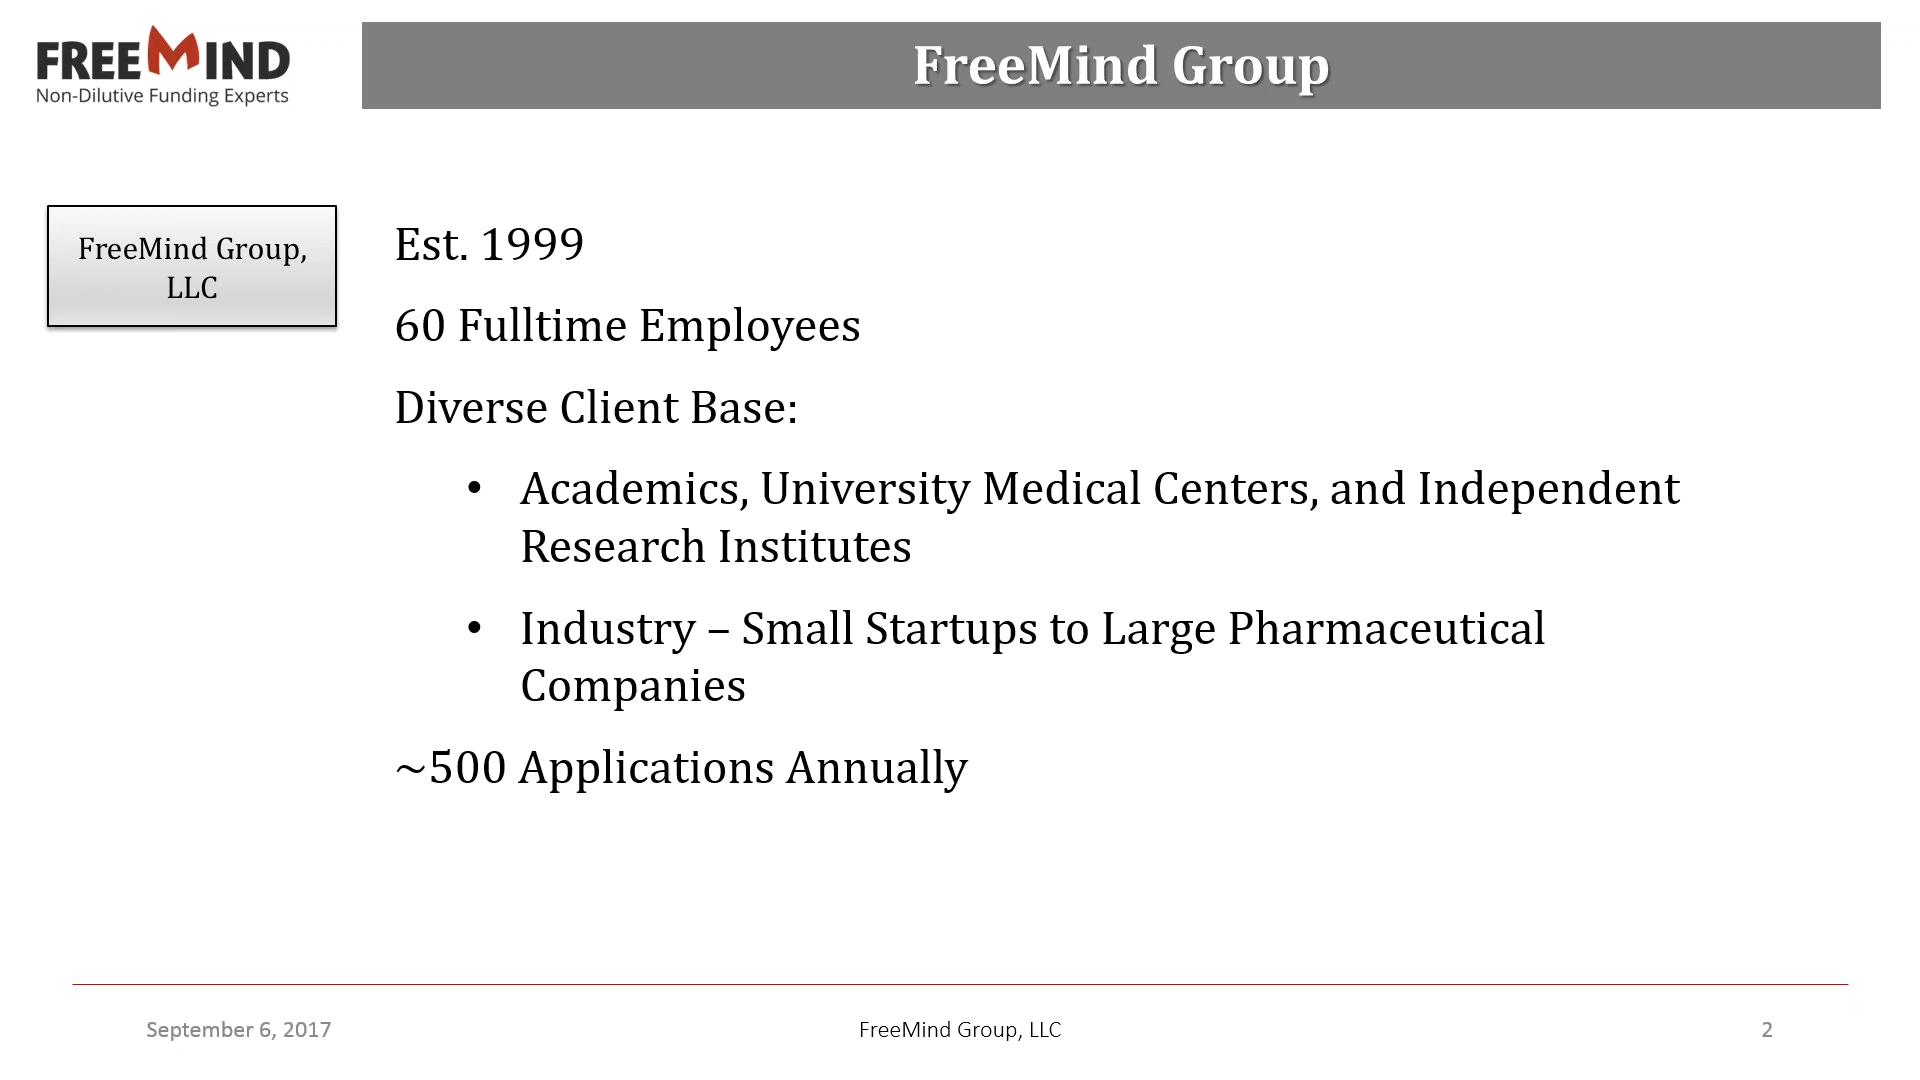 FREEMIND
Non-Dilutive Funding Experts
FreeMind Group
FreeMind Group,
LLC
Est. 1999
60 Fulltime Employees
Diverse Client Base:
• Academics, University Medical Centers, and Independent
Research Institutes
• Industry – Small Startups to Large Pharmaceutical
Companies
~500 Applications Annually
September 6, 2017
FreeMind Group, LLC
2